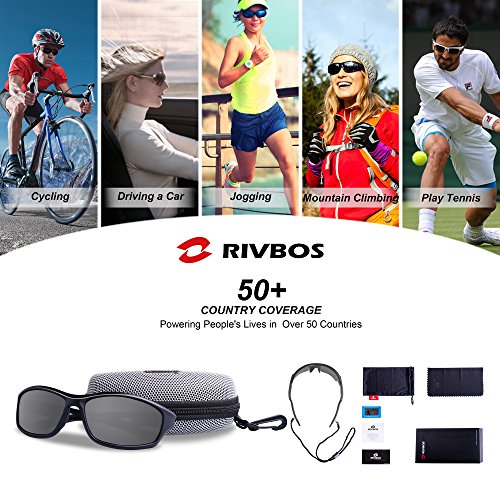 Cycling
Driving a Car
Jogging
Mountain Climbing
Play Tennis
RIVBOS
50+
COUNTRY COVERAGE
Powering People's Lives in Over 50 Countries
RIVBOS